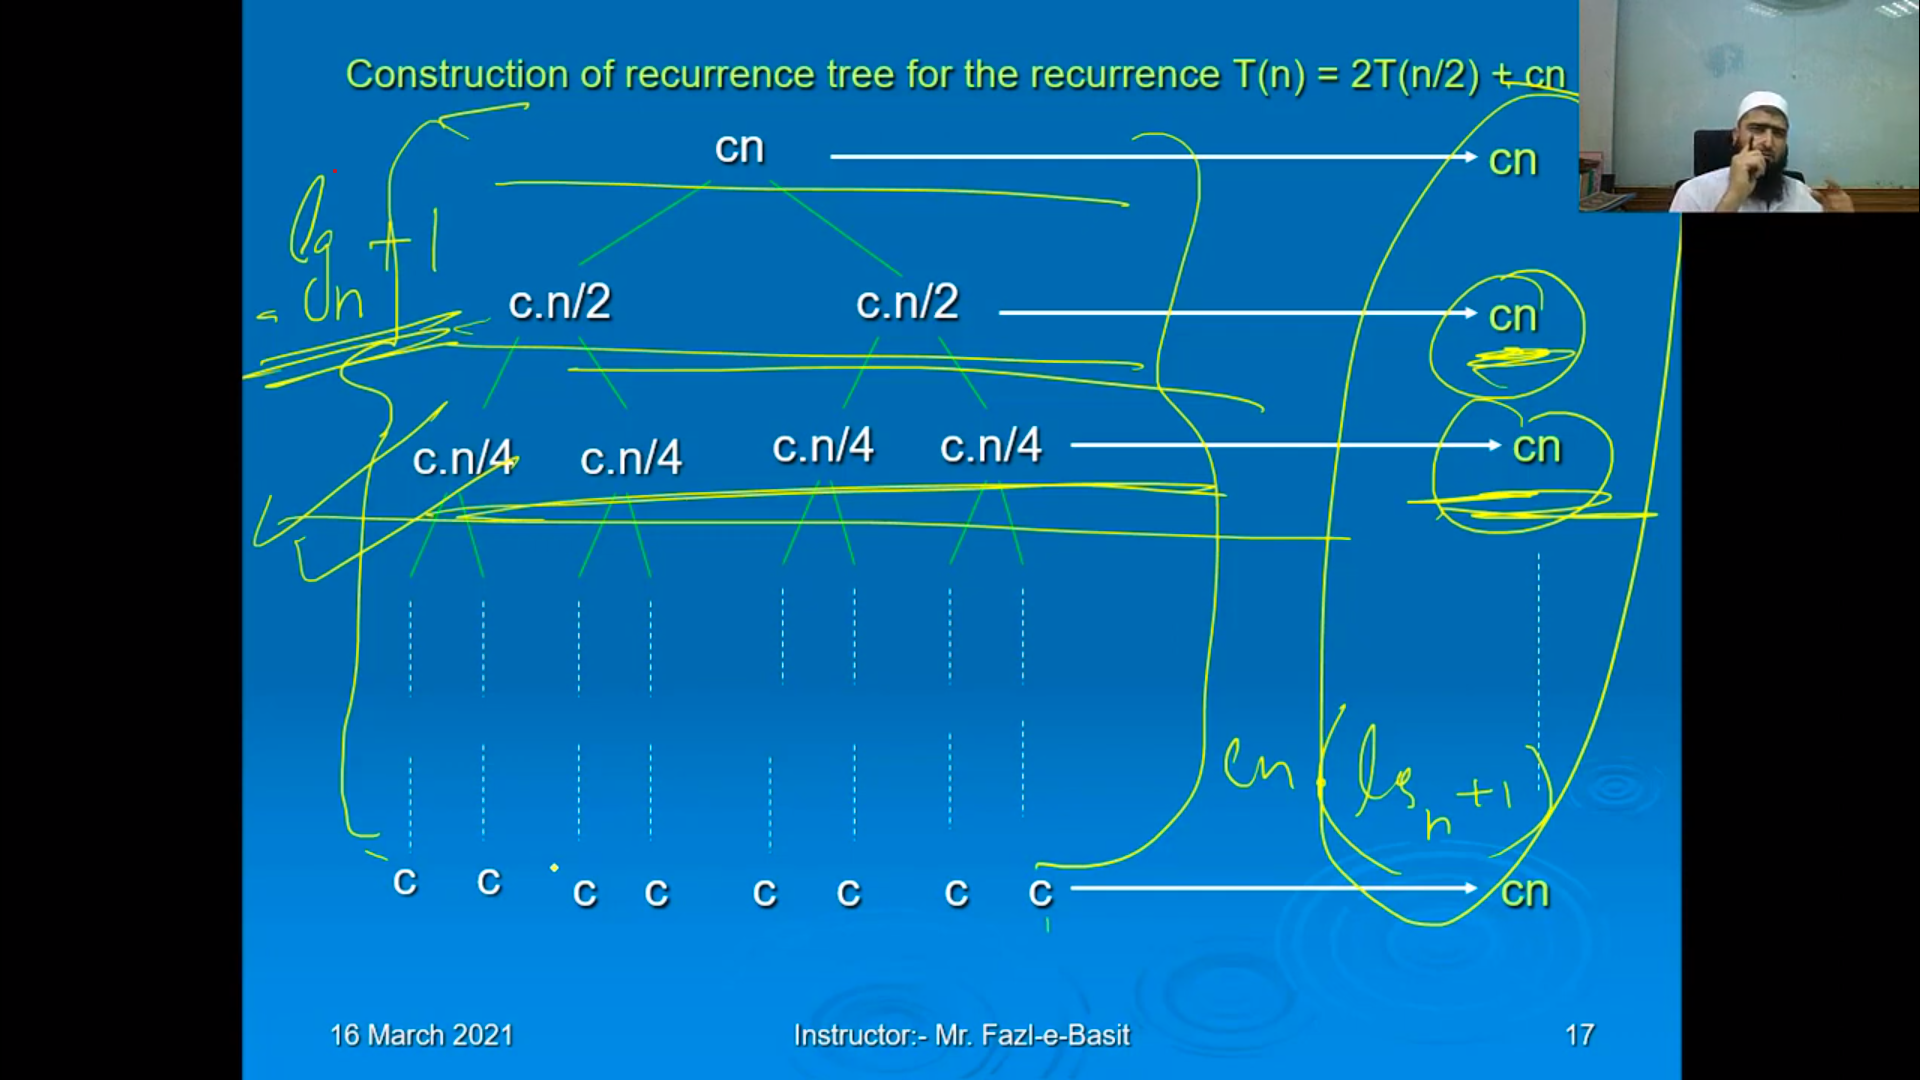 Construction of recurrence tree for the recurrence T(n) = 2T(n/2) + cn
cn cn
lg n + 1
c.n/2 c.n/2 cn
c.n/4 c.n/4 c.n/4 c.n/4 cn
cn (lg n + 1)
c c c c c c c c cn
16 March 2021 Instructor:- Mr. Fazl-e-Basit 17